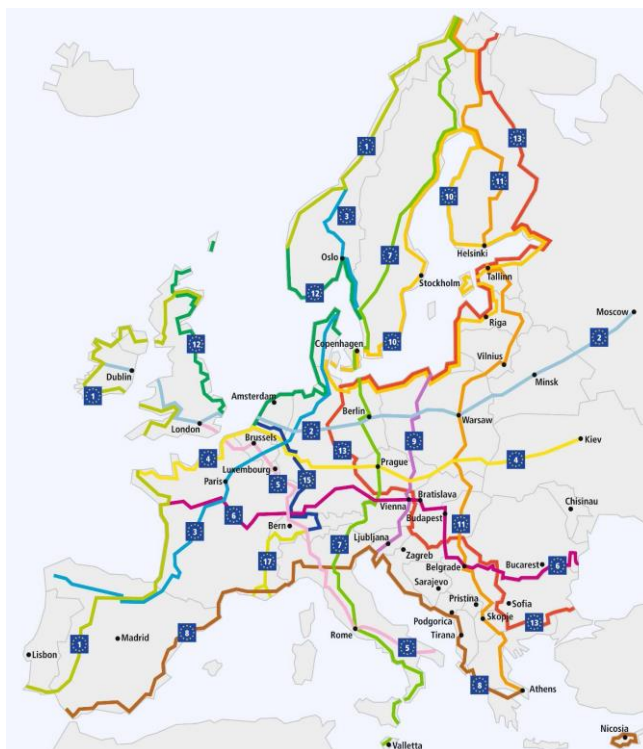 1
13
10
11
3
7
Helsinki
Oslo
12
Stockholm
Tallinn
Moscow
10
2
Riga
12
Copenhagen
Vilnius
Dublin
Minsk
1
Amsterdam
London
Berlin
Warsaw
2
9
Brussels
13
Kiev
4
Luxembourg
Prague
4
Paris
5
15
Vienna
Bratislava
Chisinau
6
Bern
Budapest
11
3
7
Ljubljana
17
Zagreb
Belgrade
Bucarest
6
Sarajevo
Pristina
Sofia
Madrid
8
Podgorica
Skopje
13
1
Rome
Tirana
Lisbon
5
8
Athens
Nicosia
Valletta